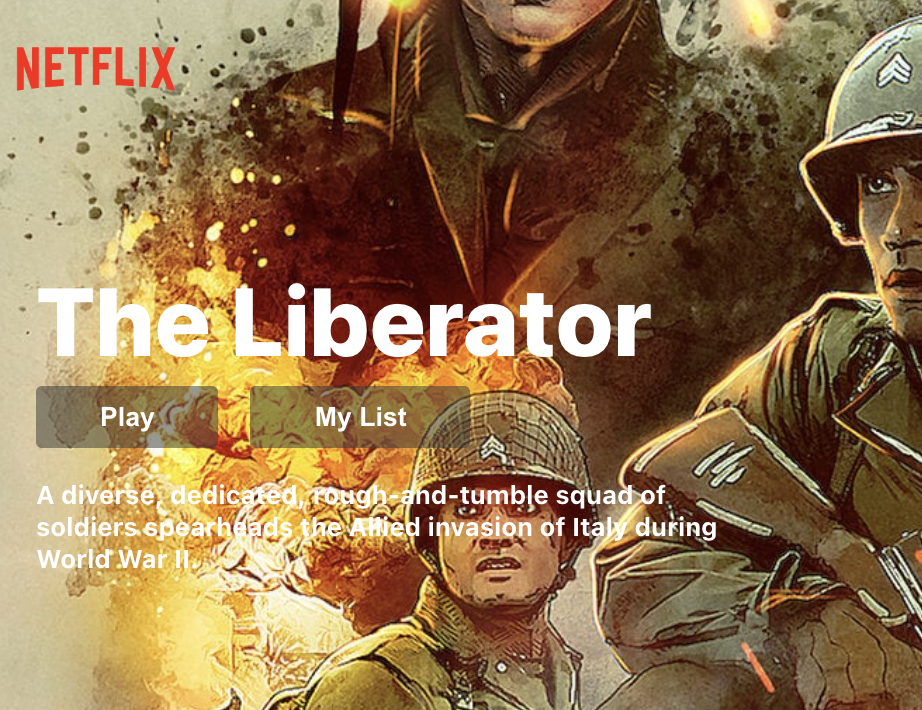 NETFLIX
The Liberator
Play
My List
A diverse, dedicated, rough-and-tumble squad of
soldiers spearheads the Allied invasion of Italy during
World War II.